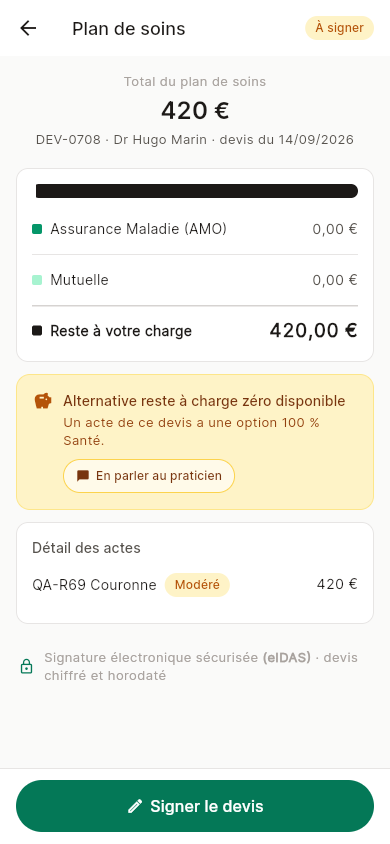 Plan de soins
À signer
Total du plan de soins
420 €
DEV-0708 · Dr Hugo Marin · devis du 14/09/2026
Assurance Maladie (AMO) 0,00 €
Mutuelle 0,00 €
Reste à votre charge 420,00 €
Alternative reste à charge zéro disponible
Un acte de ce devis a une option 100 %
Santé.
En parler au praticien
Détail des actes
QA-R69 Couronne Modéré 420 €
Signature électronique sécurisée (eIDAS) · devis
chiffré et horodaté
Signer le devis